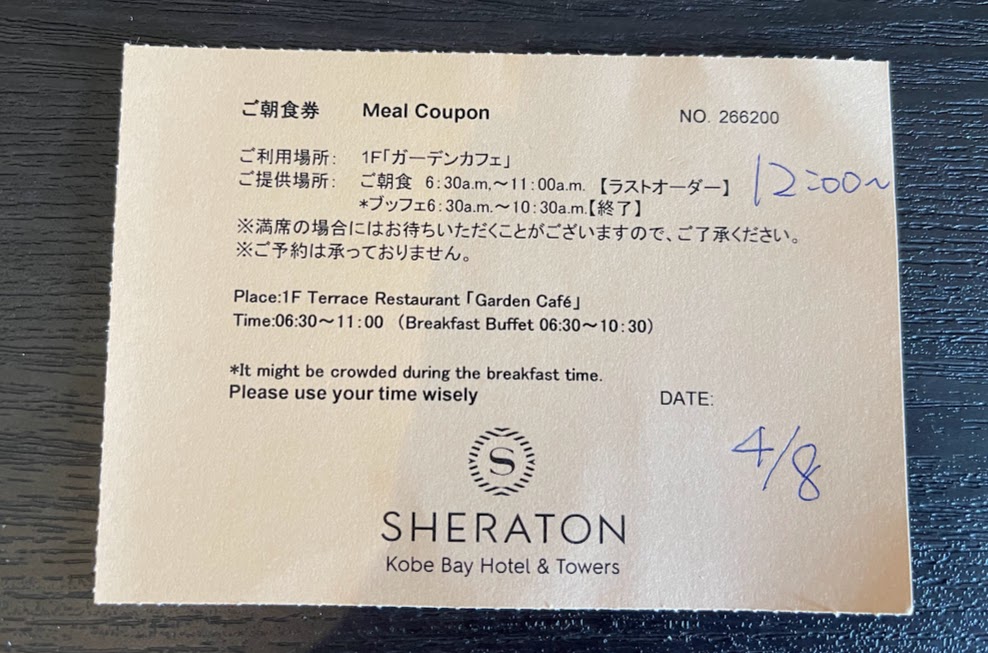 ご朝食券 Meal Coupon NO. 266200
ご利用場所： 1F「ガーデンカフェ」
ご提供場所： ご朝食 6:30a.m,～11:00a.m. 【ラストオーダー】 12:00～
*ブッフェ6:30a.m.～10:30a.m.【終了】
※満席の場合にはお待ちいただくことがございますので、ご了承ください。
※ご予約は承っておりません。
Place:1F Terrace Restaurant「Garden Café」
Time:06:30～11:00 （Breakfast Buffet 06:30～10:30）
*It might be crowded during the breakfast time.
Please use your time wisely
DATE:
4/8
S
SHERATON
Kobe Bay Hotel & Towers